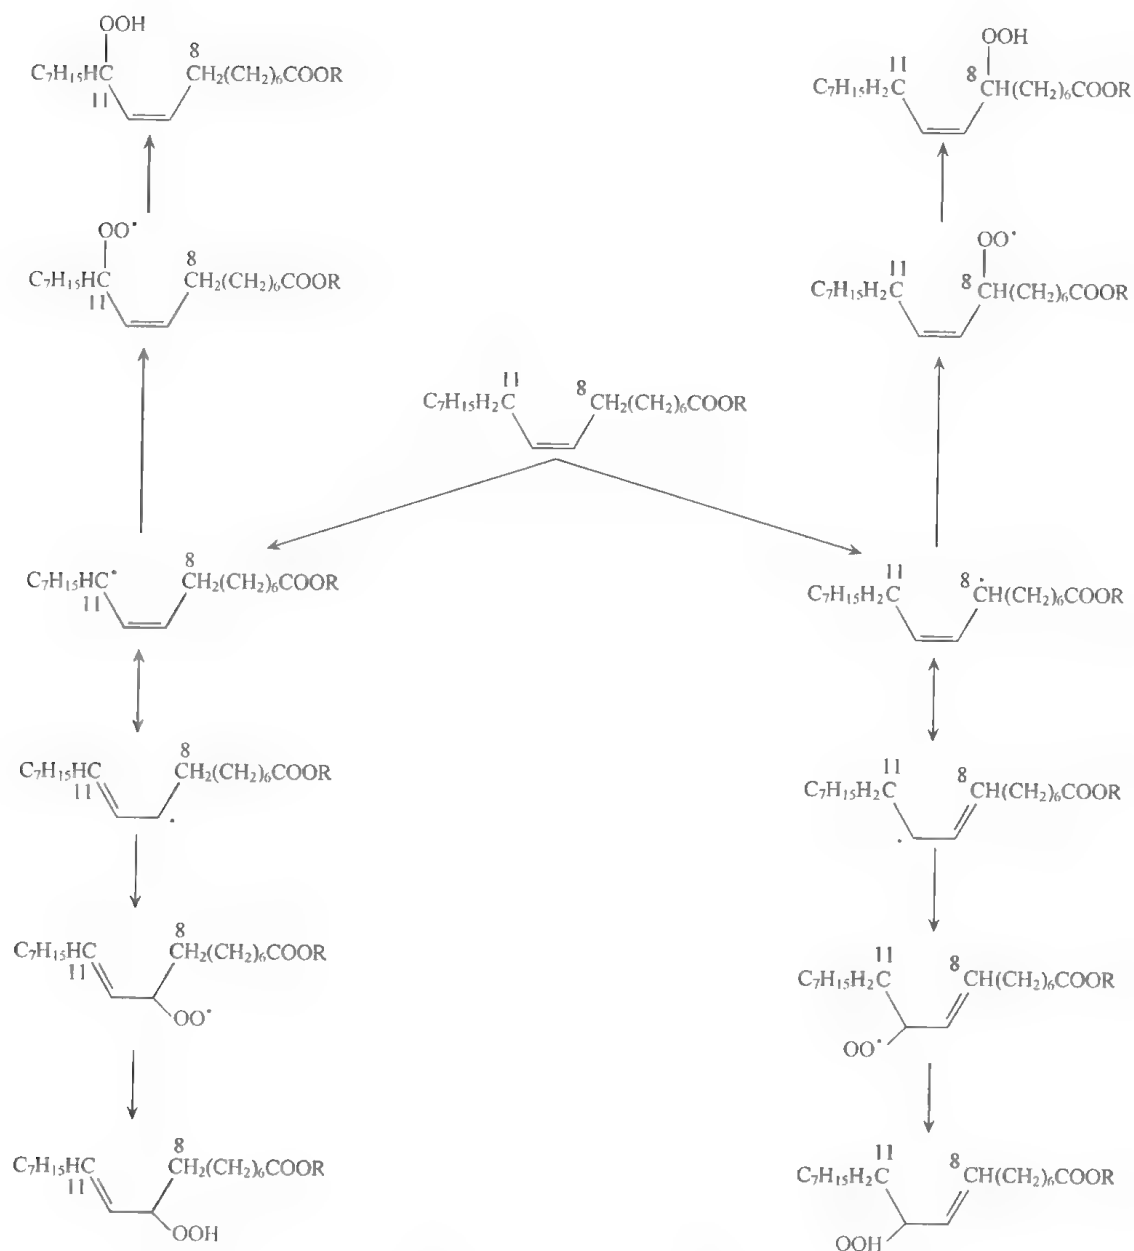 OOH
8
C₇H₁₅HC CH₂(CH₂)₆COOR
11
OOH
11
8
C₇H₁₅H₂C CH(CH₂)₆COOR
OO•
8
C₇H₁₅HC CH₂(CH₂)₆COOR
11
OO•
11
8
C₇H₁₅H₂C CH(CH₂)₆COOR
11
8
C₇H₁₅H₂C CH₂(CH₂)₆COOR
8
C₇H₁₅HC• CH₂(CH₂)₆COOR
11
11
8 •
C₇H₁₅H₂C CH(CH₂)₆COOR
8
C₇H₁₅HC CH₂(CH₂)₆COOR
11
•
11
8
C₇H₁₅H₂C CH(CH₂)₆COOR
•
8
C₇H₁₅HC CH₂(CH₂)₆COOR
11
OO•
11
8
C₇H₁₅H₂C CH(CH₂)₆COOR
OO•
8
C₇H₁₅HC CH₂(CH₂)₆COOR
11
OOH
11
8
C₇H₁₅H₂C CH(CH₂)₆COOR
OOH